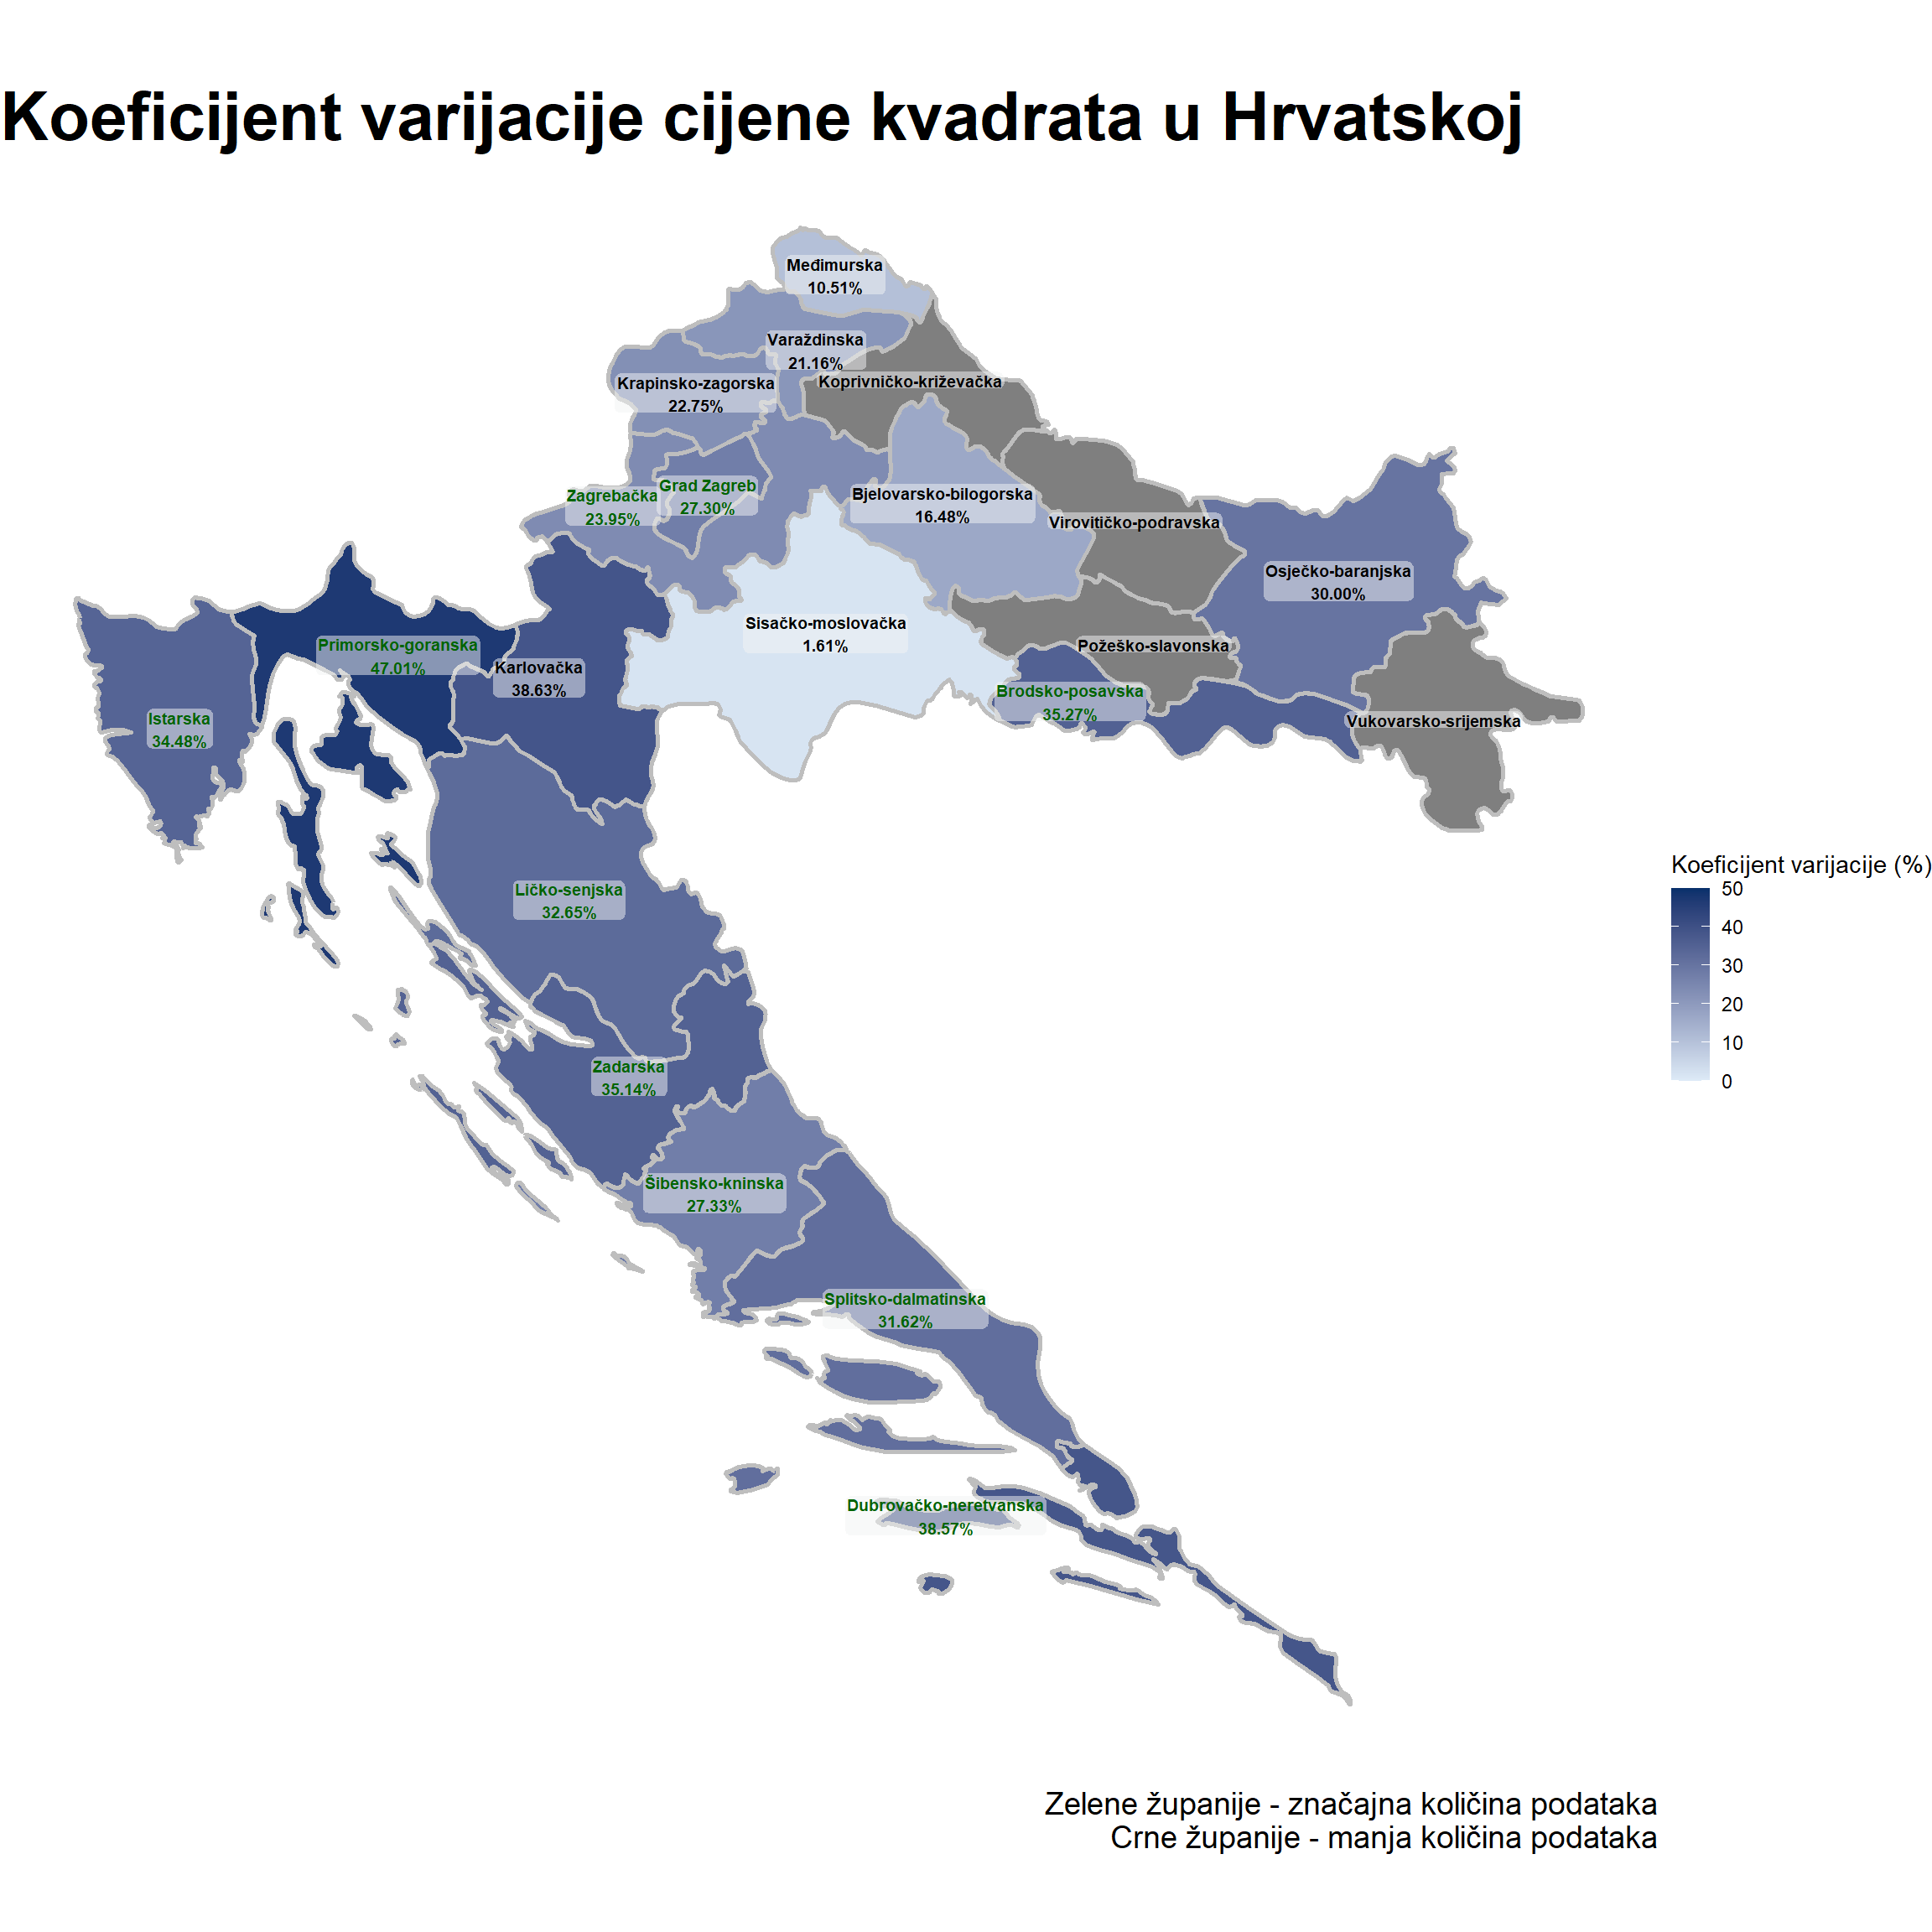 Koeficijent varijacije cijene kvadrata u Hrvatskoj
Međimurska
10.51%
Varaždinska
21.16%
Krapinsko-zagorska
22.75%
Koprivničko-križevačka
Grad Zagreb
27.30%
Zagrebačka
23.95%
Bjelovarsko-bilogorska
16.48%
Virovitičko-podravska
Osječko-baranjska
30.00%
Sisačko-moslovačka
1.61%
Primorsko-goranska
47.01%
Karlovačka
38.63%
Požeško-slavonska
Brodsko-posavska
35.27%
Istarska
34.48%
Vukovarsko-srijemska
Ličko-senjska
32.65%
Koeficijent varijacije (%)
50
40
30
20
10
0
Zadarska
35.14%
Šibensko-kninska
27.33%
Splitsko-dalmatinska
31.62%
Dubrovačko-neretvanska
38.57%
Zelene županije - značajna količina podataka
Crne županije - manja količina podataka